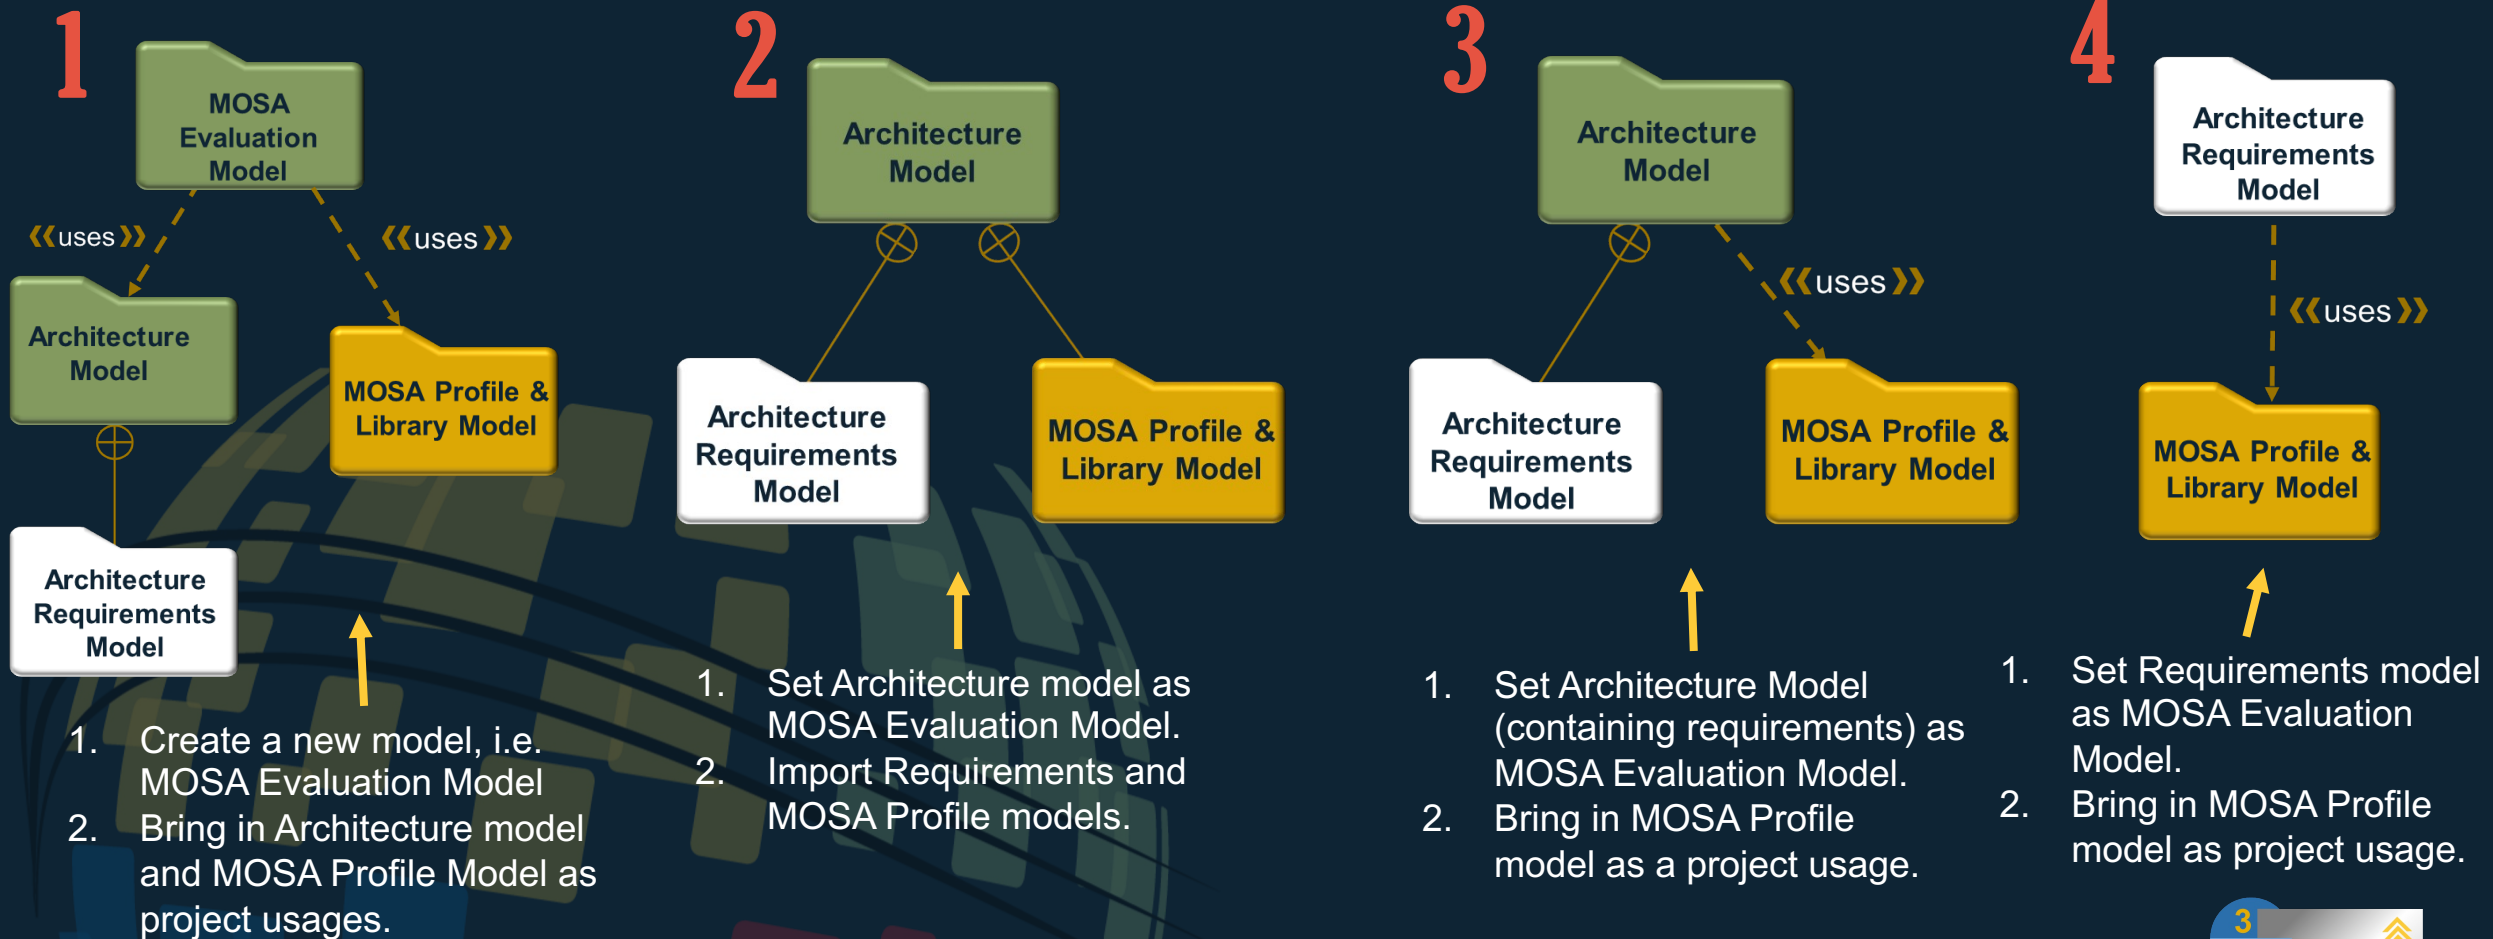 1
MOSA
Evaluation
Model
《uses》
《uses》
Architecture
Model
MOSA Profile &
Library Model
Architecture
Requirements
Model
1. Create a new model, i.e.
MOSA Evaluation Model
2. Bring in Architecture model
and MOSA Profile Model as
project usages.
2
Architecture
Model
Architecture
Requirements
Model
MOSA Profile &
Library Model
1. Set Architecture model as
MOSA Evaluation Model.
2. Import Requirements and
MOSA Profile models.
3
Architecture
Model
《uses》
Architecture
Requirements
Model
MOSA Profile &
Library Model
1. Set Architecture Model
(containing requirements) as
MOSA Evaluation Model.
2. Bring in MOSA Profile
model as a project usage.
4
Architecture
Requirements
Model
《uses》
MOSA Profile &
Library Model
1. Set Requirements model
as MOSA Evaluation
Model.
2. Bring in MOSA Profile
model as project usage.
3